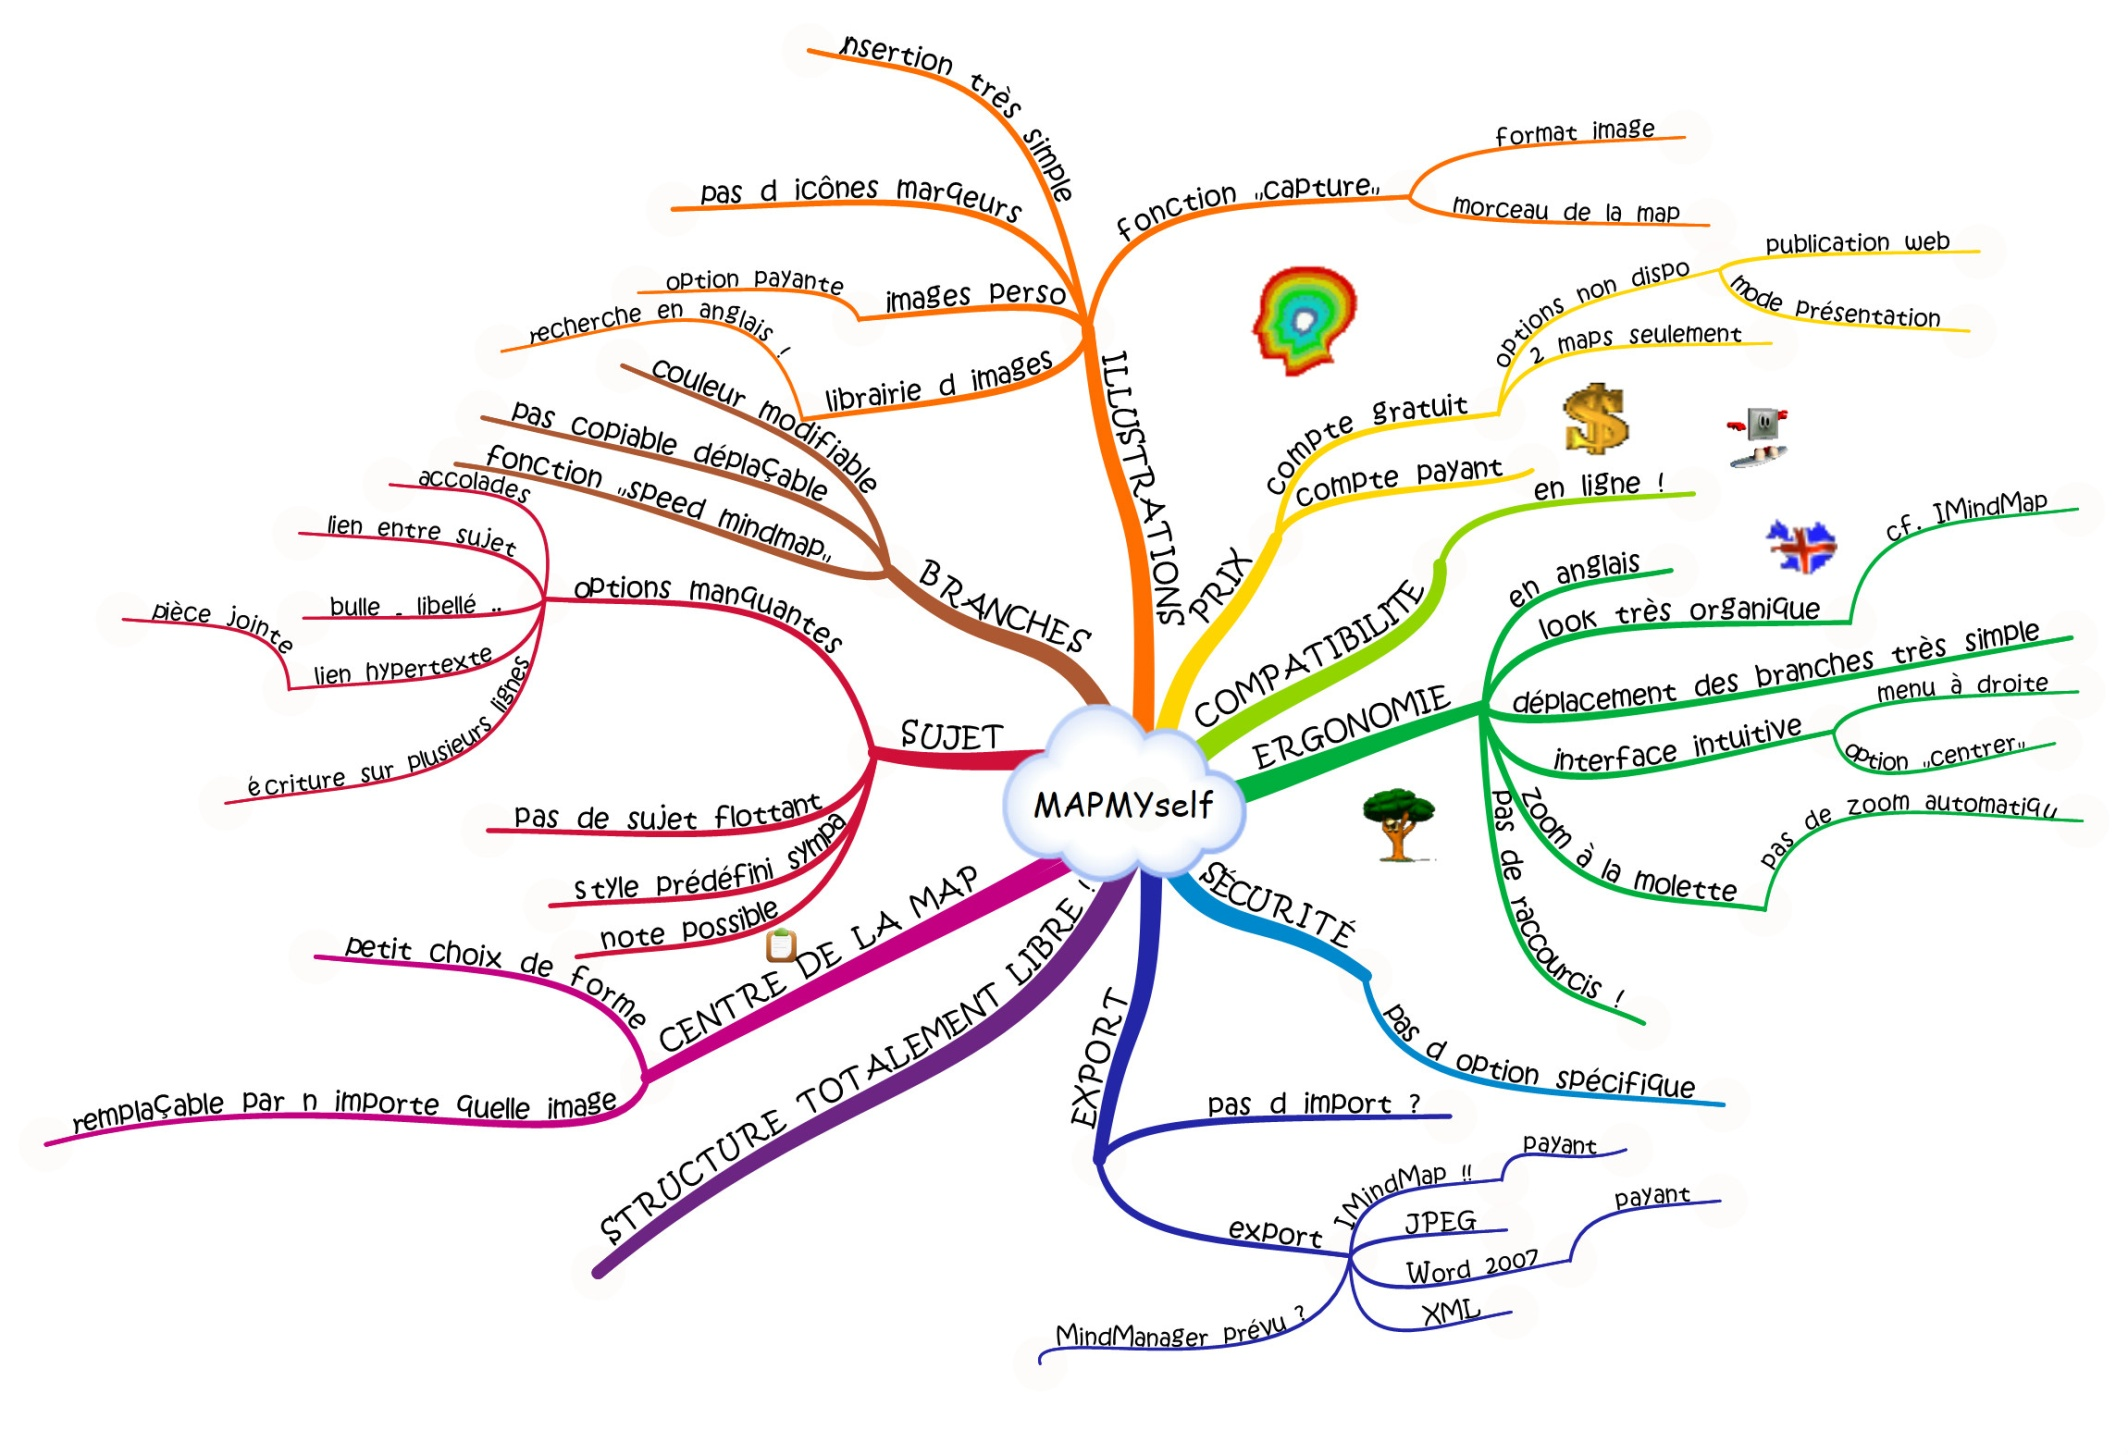 MAPMYself
ILLUSTRATIONS
fonction „capture„
format image
morceau de la map
nsertion très simple
pas d icônes marqeurs
images perso
option payante
librairie d images
recherche en anglais !
PRIX
compte gratuit
options non dispo
publication web
mode présentation
2 maps seulement
compte payant
COMPATIBILITE
en ligne !
ERGONOMIE
en anglais
look très organique
cf. IMindMap
déplacement des branches très simple
interface intuitive
menu à droite
option „centrer„
zoom à la molette
pas de zoom automatiqu
pas de raccourcis !
SÉCURITÉ
pas d option spécifique
EXPORT
pas d import ?
export
IMindMap !!
payant
JPEG
Word 2007
payant
XML
MindManager prévu ?
STRUCTURE TOTALEMENT LIBRE !
CENTRE DE LA MAP
petit choix de forme
remplaçable par n importe quelle image
SUJET
options manquantes
accolades
lien entre sujet
bulle - libellé ..
lien hypertexte
pièce jointe
écriture sur plusieurs lignes
pas de sujet flottant
style prédéfini sympa
note possible
BRANCHES
couleur modifiable
pas copiable déplaçable
fonction „speed mindmap„